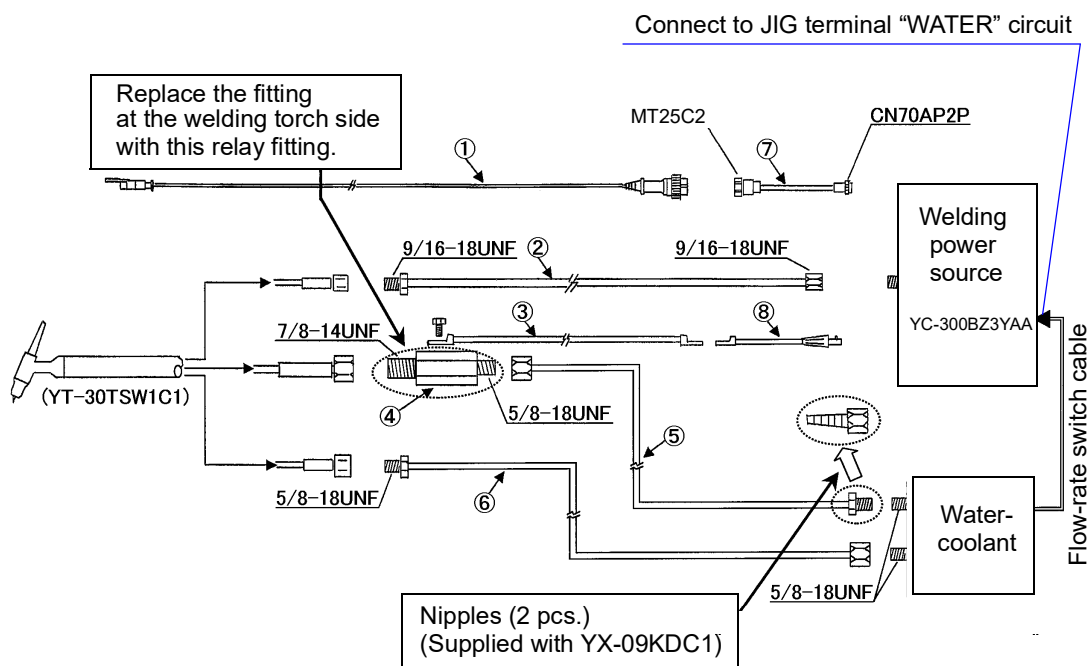 Connect to JIG terminal “WATER” circuit
Replace the fitting
at the welding torch side
with this relay fitting.
MT25C2
CN70AP2P
①
⑦
Welding
power
source
YC-300BZ3YAA
9/16-18UNF
②
9/16-18UNF
③
⑧
7/8-14UNF
(YT-30TSW1C1)
④
5/8-18UNF
⑤
5/8-18UNF
⑥
Water-
coolant
5/8-18UNF
Flow-rate switch cable
Nipples (2 pcs.)
(Supplied with YX-09KDC1)